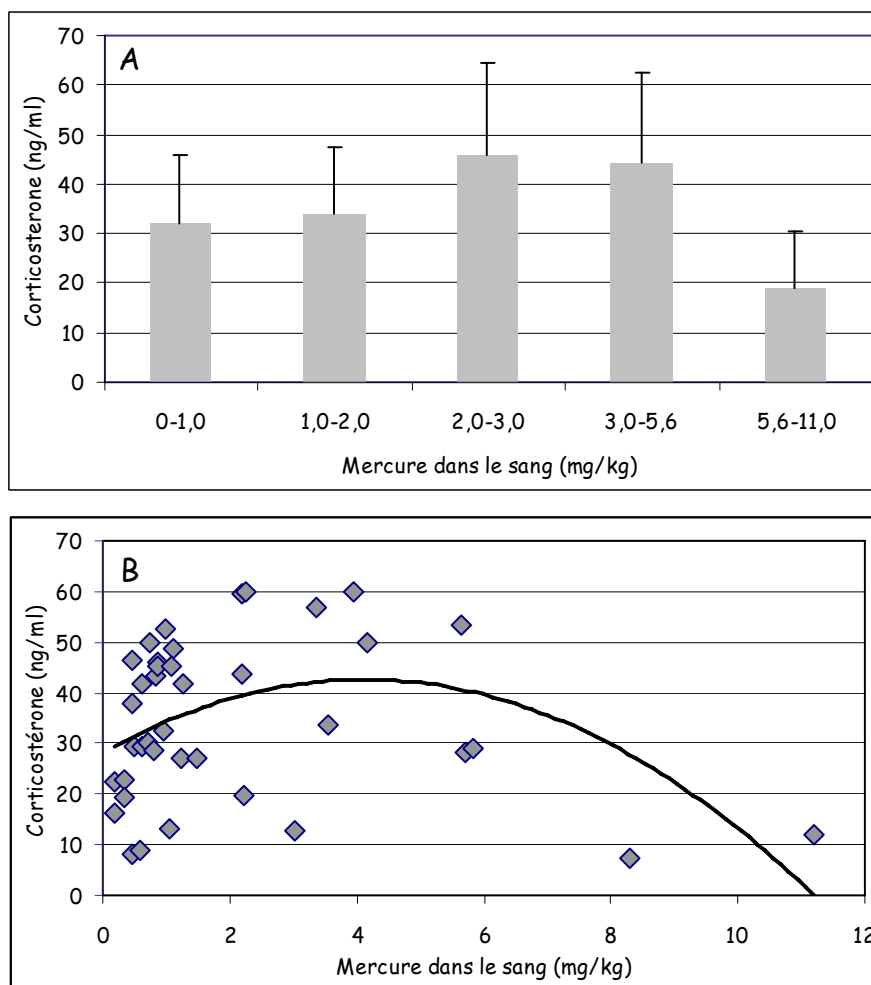 A
Corticosterone (ng/ml)
70
60
50
40
30
20
10
0
0-1,0 1,0-2,0 2,0-3,0 3,0-5,6 5,6-11,0
Mercure dans le sang (mg/kg)
B
Corticostérone (ng/ml)
70
60
50
40
30
20
10
0
0 2 4 6 8 10 12
Mercure dans le sang (mg/kg)